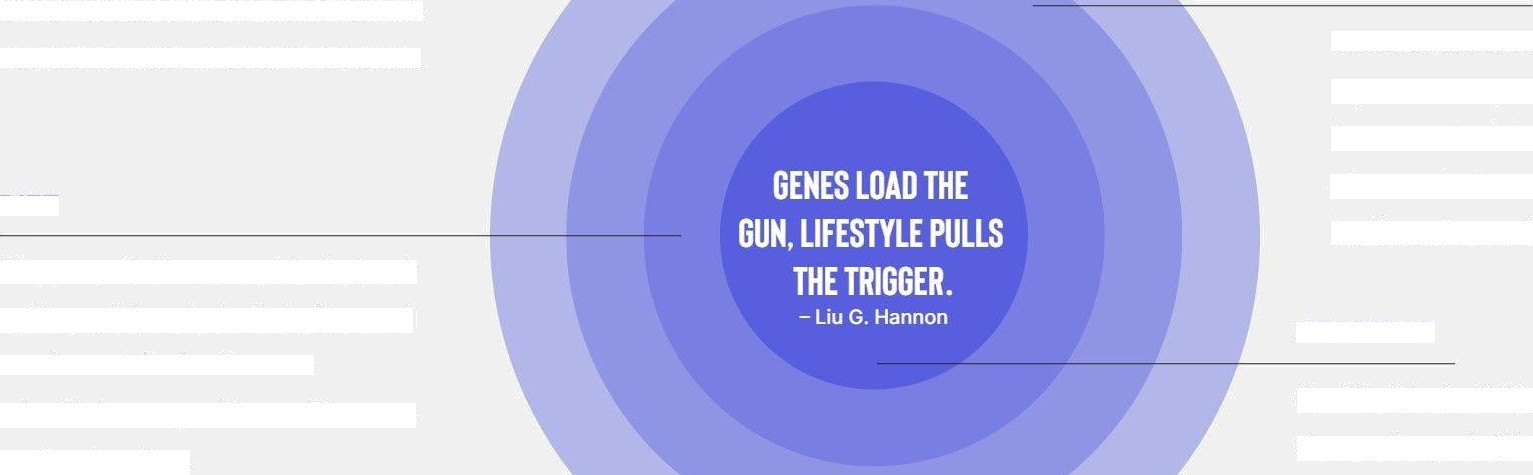 GENES LOAD THE
GUN, LIFESTYLE PULLS
THE TRIGGER.
– Liu G. Hannon